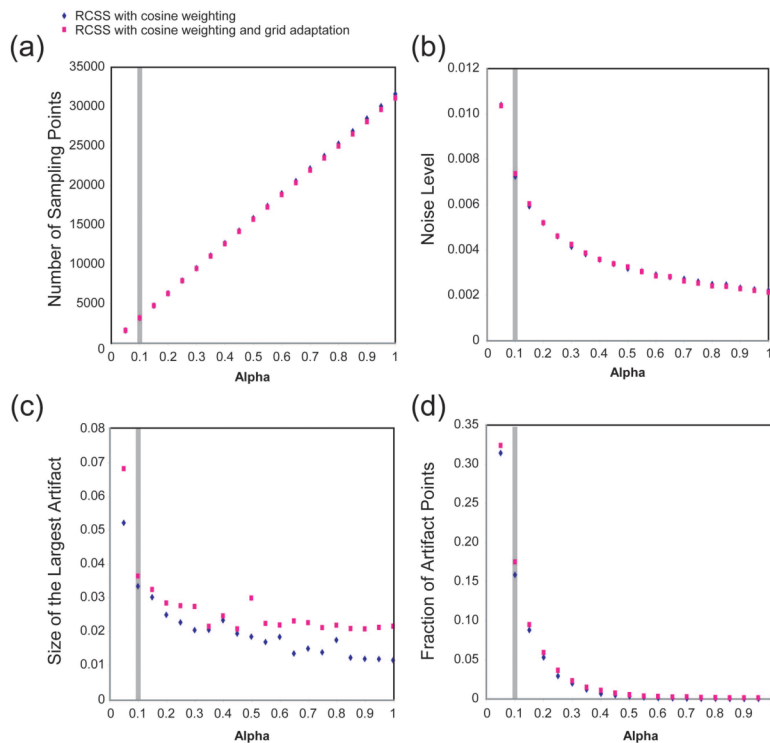 RCSS with cosine weighting
RCSS with cosine weighting and grid adaptation
(a)
Number of Sampling Points
35000
30000
25000
20000
15000
10000
5000
0
0 0.1 0.2 0.3 0.4 0.5 0.6 0.7 0.8 0.9 1
Alpha
(b)
Noise Level
0.012
0.010
0.008
0.006
0.004
0.002
0
0 0.1 0.2 0.3 0.4 0.5 0.6 0.7 0.8 0.9 1
Alpha
(c)
Size of the Largest Artifact
0.08
0.07
0.06
0.05
0.04
0.03
0.02
0.01
0
0 0.1 0.2 0.3 0.4 0.5 0.6 0.7 0.8 0.9 1
Alpha
(d)
Fraction of Artifact Points
0.35
0.30
0.25
0.20
0.15
0.10
0.05
0
0 0.1 0.2 0.3 0.4 0.5 0.6 0.7 0.8 0.9
Alpha